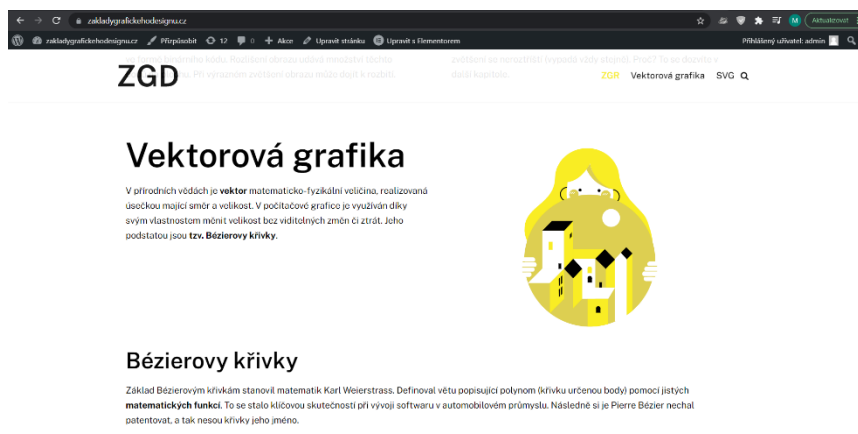 zakladygrafickehodesignu.cz
Aktualizovat
zakladygrafickehodesignu.cz Přizpůsobit 12 0 Akce Upravit stránku Upravit s Elementorem Přihlášený uživatel: admin
ZGD
ZGR Vektorová grafika SVG
Vektorová grafika
V přírodních vědách je vektor matematicko-fyzikální veličina, realizovaná
úsečkou mající směr a velikost. V počítačové grafice je využíván díky
svým vlastnostem měnit velikost bez viditelných změn či ztrát. Jeho
podstatou jsou tzv. Bézierovy křivky.
Bézierovy křivky
Základ Bézierovým křivkám stanovil matematik Karl Weierstrass. Definoval větu popisující polynom (křivku určenou body) pomocí jistých
matematických funkcí. To se stalo klíčovou skutečností při vývoji softwaru v automobilovém průmyslu. Následně si je Pierre Bézier nechal
patentovat, a tak nesou křivky jeho jméno.